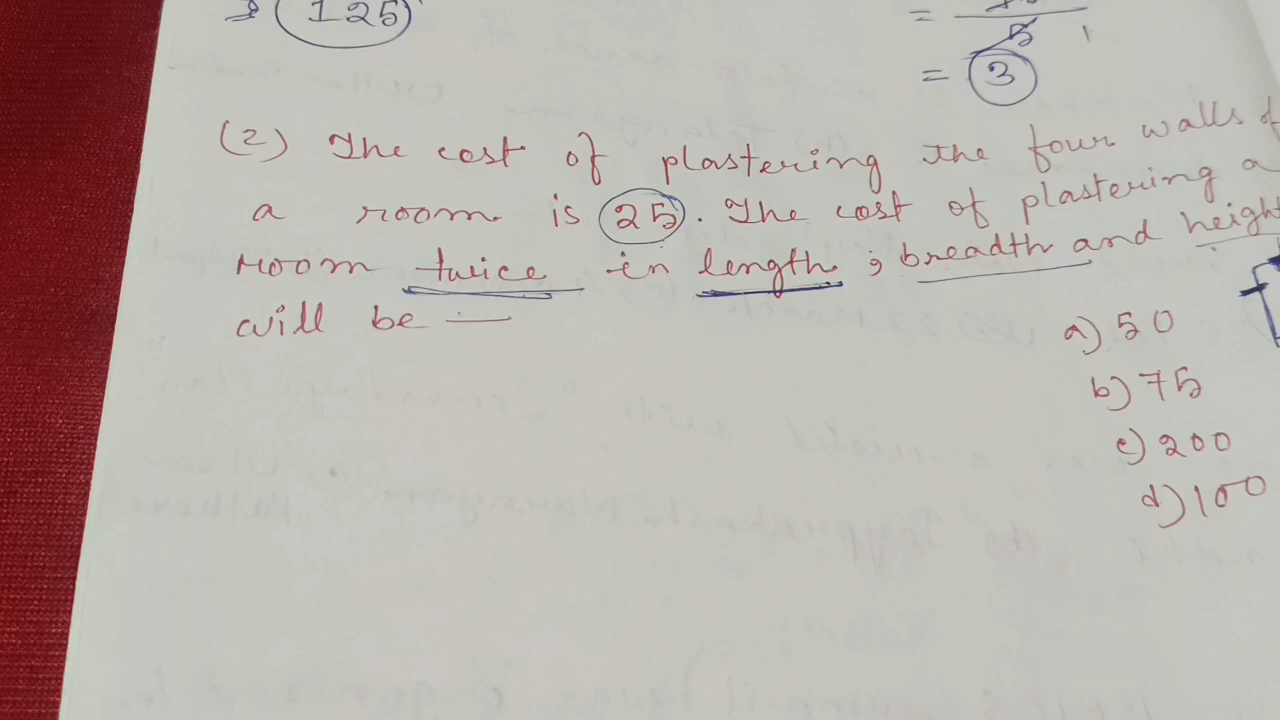 ⇒ 125
=
5
= 3
(2) The cost of plastering the four walls of
a room is 25. The cost of plastering a
room twice in length, breadth and height
will be —
a) 50
b) 75
c) 200
d) 100